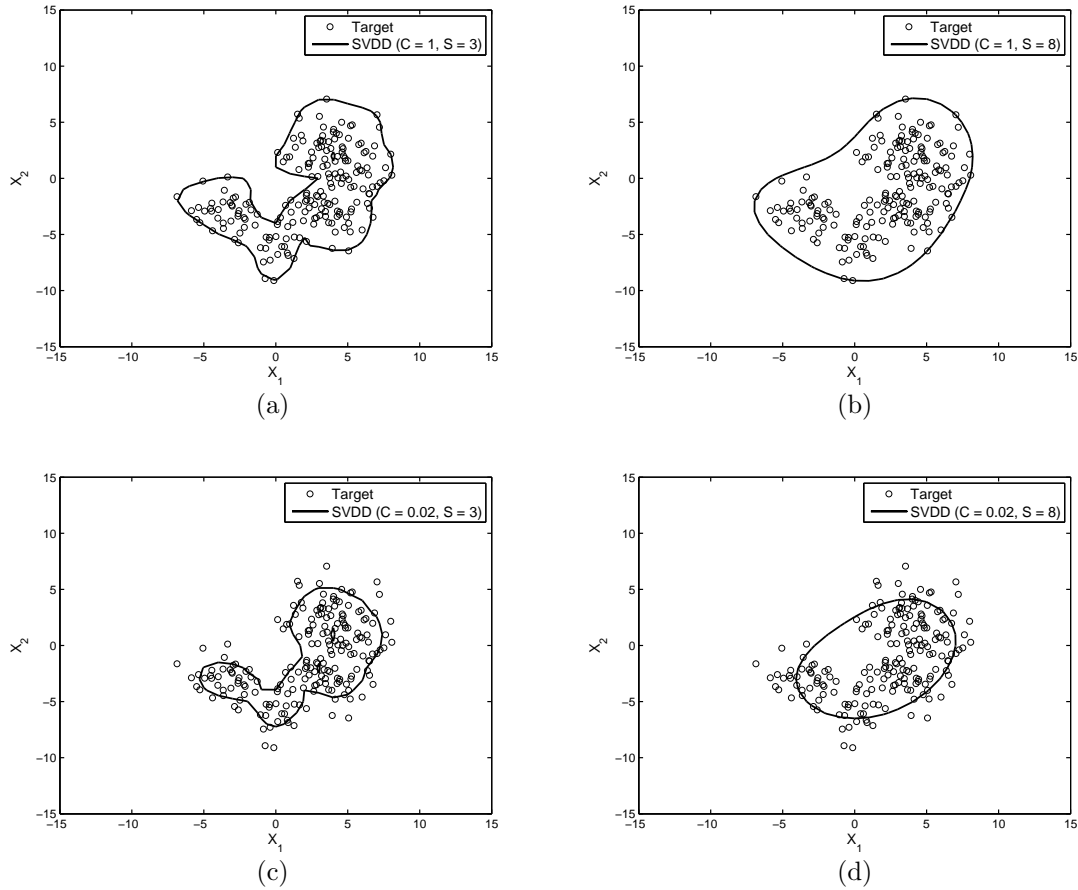 Target
SVDD (C = 1, S = 3)
15
10
5
0
−5
−10
−15
−15 −10 −5 0 5 10 15
X2
X1
(a)
Target
SVDD (C = 1, S = 8)
15
10
5
0
−5
−10
−15
−15 −10 −5 0 5 10 15
X2
X1
(b)
Target
SVDD (C = 0.02, S = 3)
15
10
5
0
−5
−10
−15
−15 −10 −5 0 5 10 15
X2
X1
(c)
Target
SVDD (C = 0.02, S = 8)
15
10
5
0
−5
−10
−15
−15 −10 −5 0 5 10 15
X2
X1
(d)